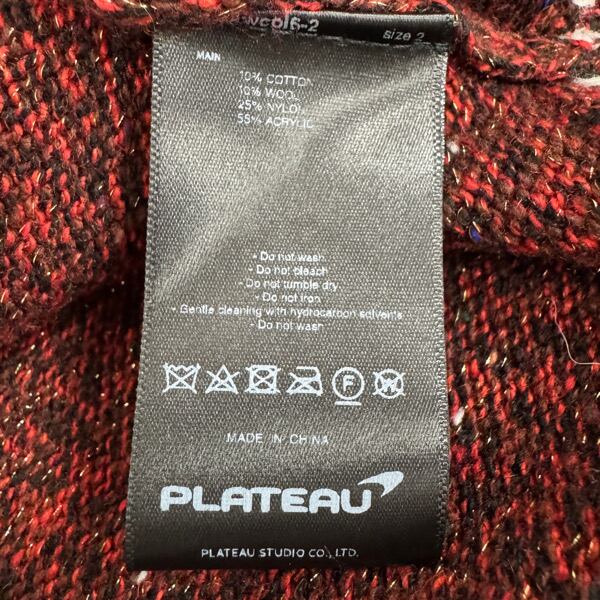 size 2
MAIN
10% COTTON
10% WOOL
25% NYLON
55% ACRYLIC
- Do not wash
- Do not bleach
- Do not tumble dry
- Do not iron
- Gentle cleaning with hydrocarbon solvents
- Do not wash
F W
MADE IN CHINA
PLATEAU
PLATEAU STUDIO CO., LTD.